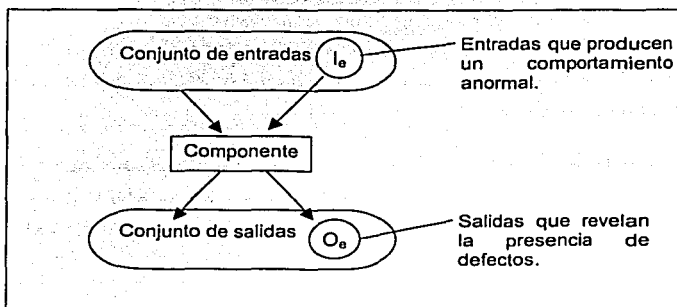 Conjunto de entradas
Iₑ
Entradas que producen
un comportamiento
anormal.
Componente
Conjunto de salidas
Oₑ
Salidas que revelan
la presencia de
defectos.